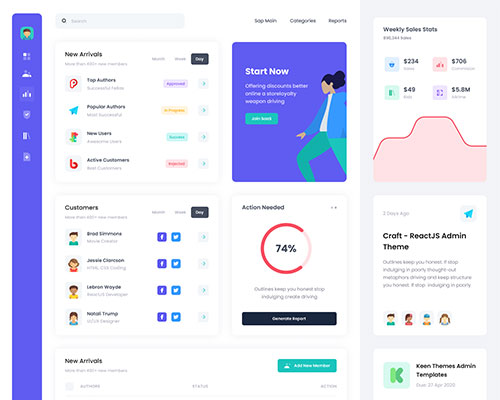 Search
Sap Main Categories Reports
New Arrivals
More than 400+ new members
Month Week Day
Top Authors
Successful Fellas
Approved
Popular Authors
Most Successful
In Progress
New Users
Awesome Users
Success
Active Customers
Best Customers
Rejected
Start Now
Offering discounts better
online a storeloyalty
weapon driving
Join SaaS
Weekly Sales Stats
890,344 Sales
$234
Sales
$706
Commission
$49
$5.8M
Customers
More than 400+ new members
Month Week Day
Brad Simmons
Movie Creator
Jessie Clarcson
HTML, CSS Coding
Lebron Wayde
ReactJS Developer
Natali Trump
UI/UX Designer
Action Needed
74%
Outlines keep you honest stop
indulging create driving
Generate Report
2 Days Ago
Craft - ReactJS Admin
Theme
Outlines keep you honest. If stop
indulging in poorly thought-out
metaphors driving and keep structure
you honest. If stop indulging in poorly
New Arrivals
More than 400+ new members
Add New Member
AUTHORS STATUS ACTION
Keen Themes Admin
Templates
Due: 27 Apr 2020